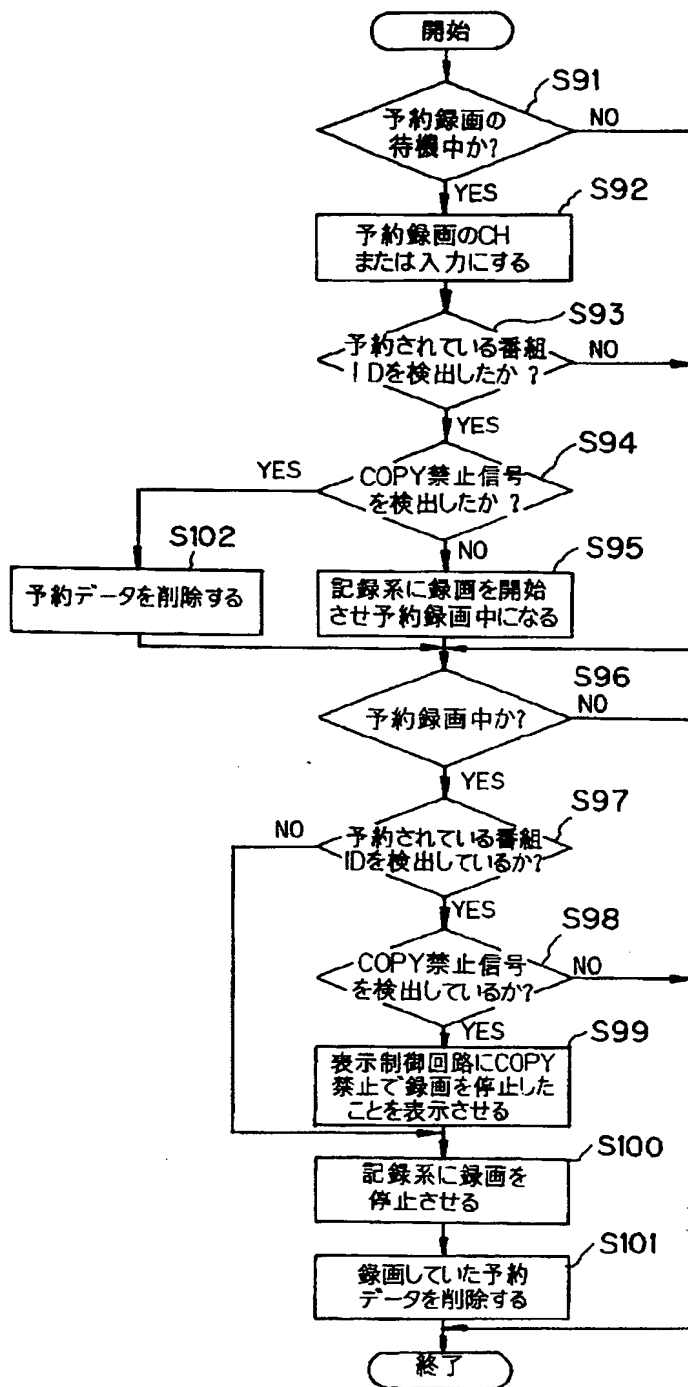 開始
S91
予約録画の
待機中か?
NO
YES
S92
予約録画のCH
または入力にする
S93
予約されている番組
IDを検出したか?
NO
YES
S94
COPY禁止信号
を検出したか?
YES
NO
S102
予約データを削除する
S95
記録系に録画を開始
させ予約録画中になる
S96
予約録画中か?
NO
YES
S97
予約されている番組
IDを検出しているか?
NO
YES
S98
COPY禁止信号
を検出しているか?
NO
YES
S99
表示制御回路にCOPY
禁止で録画を停止した
ことを表示させる
S100
記録系に録画を
停止させる
S101
録画していた予約
データを削除する
終了